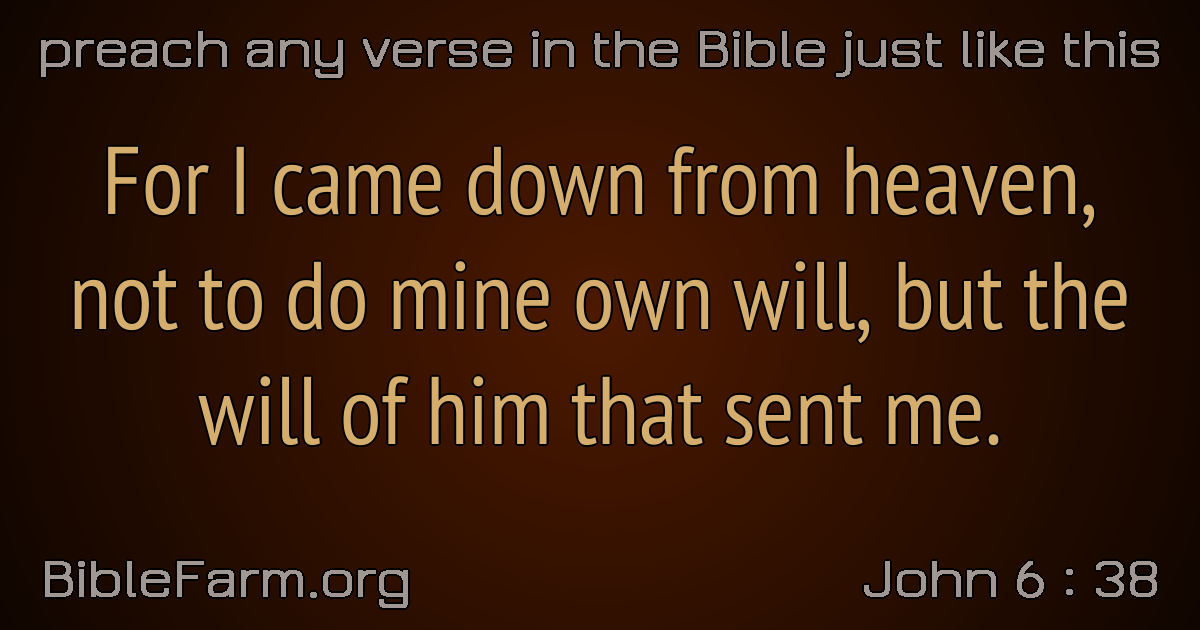 preach any verse in the Bible just like this
For I came down from heaven,
not to do mine own will, but the
will of him that sent me.
BibleFarm.org
John 6 : 38